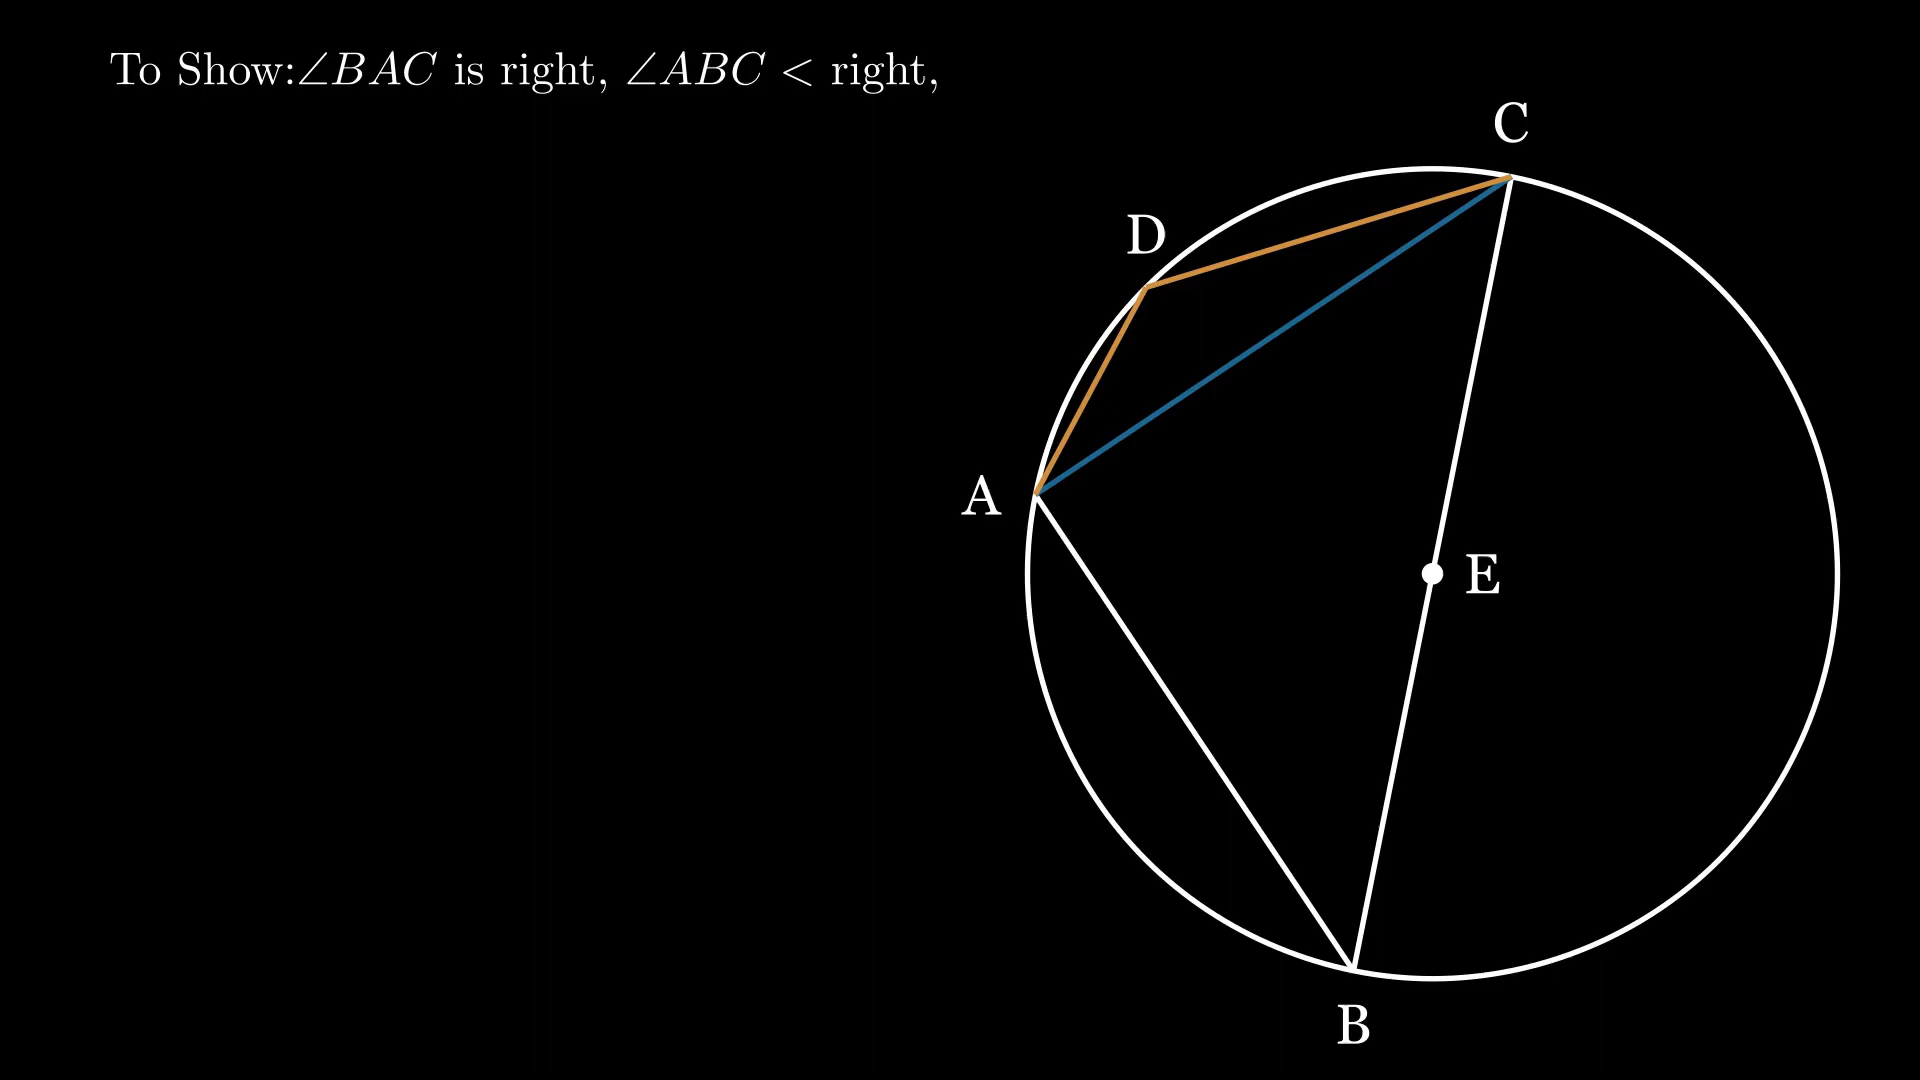 To Show:∠BAC is right, ∠ABC < right,
C
D
A
E
B